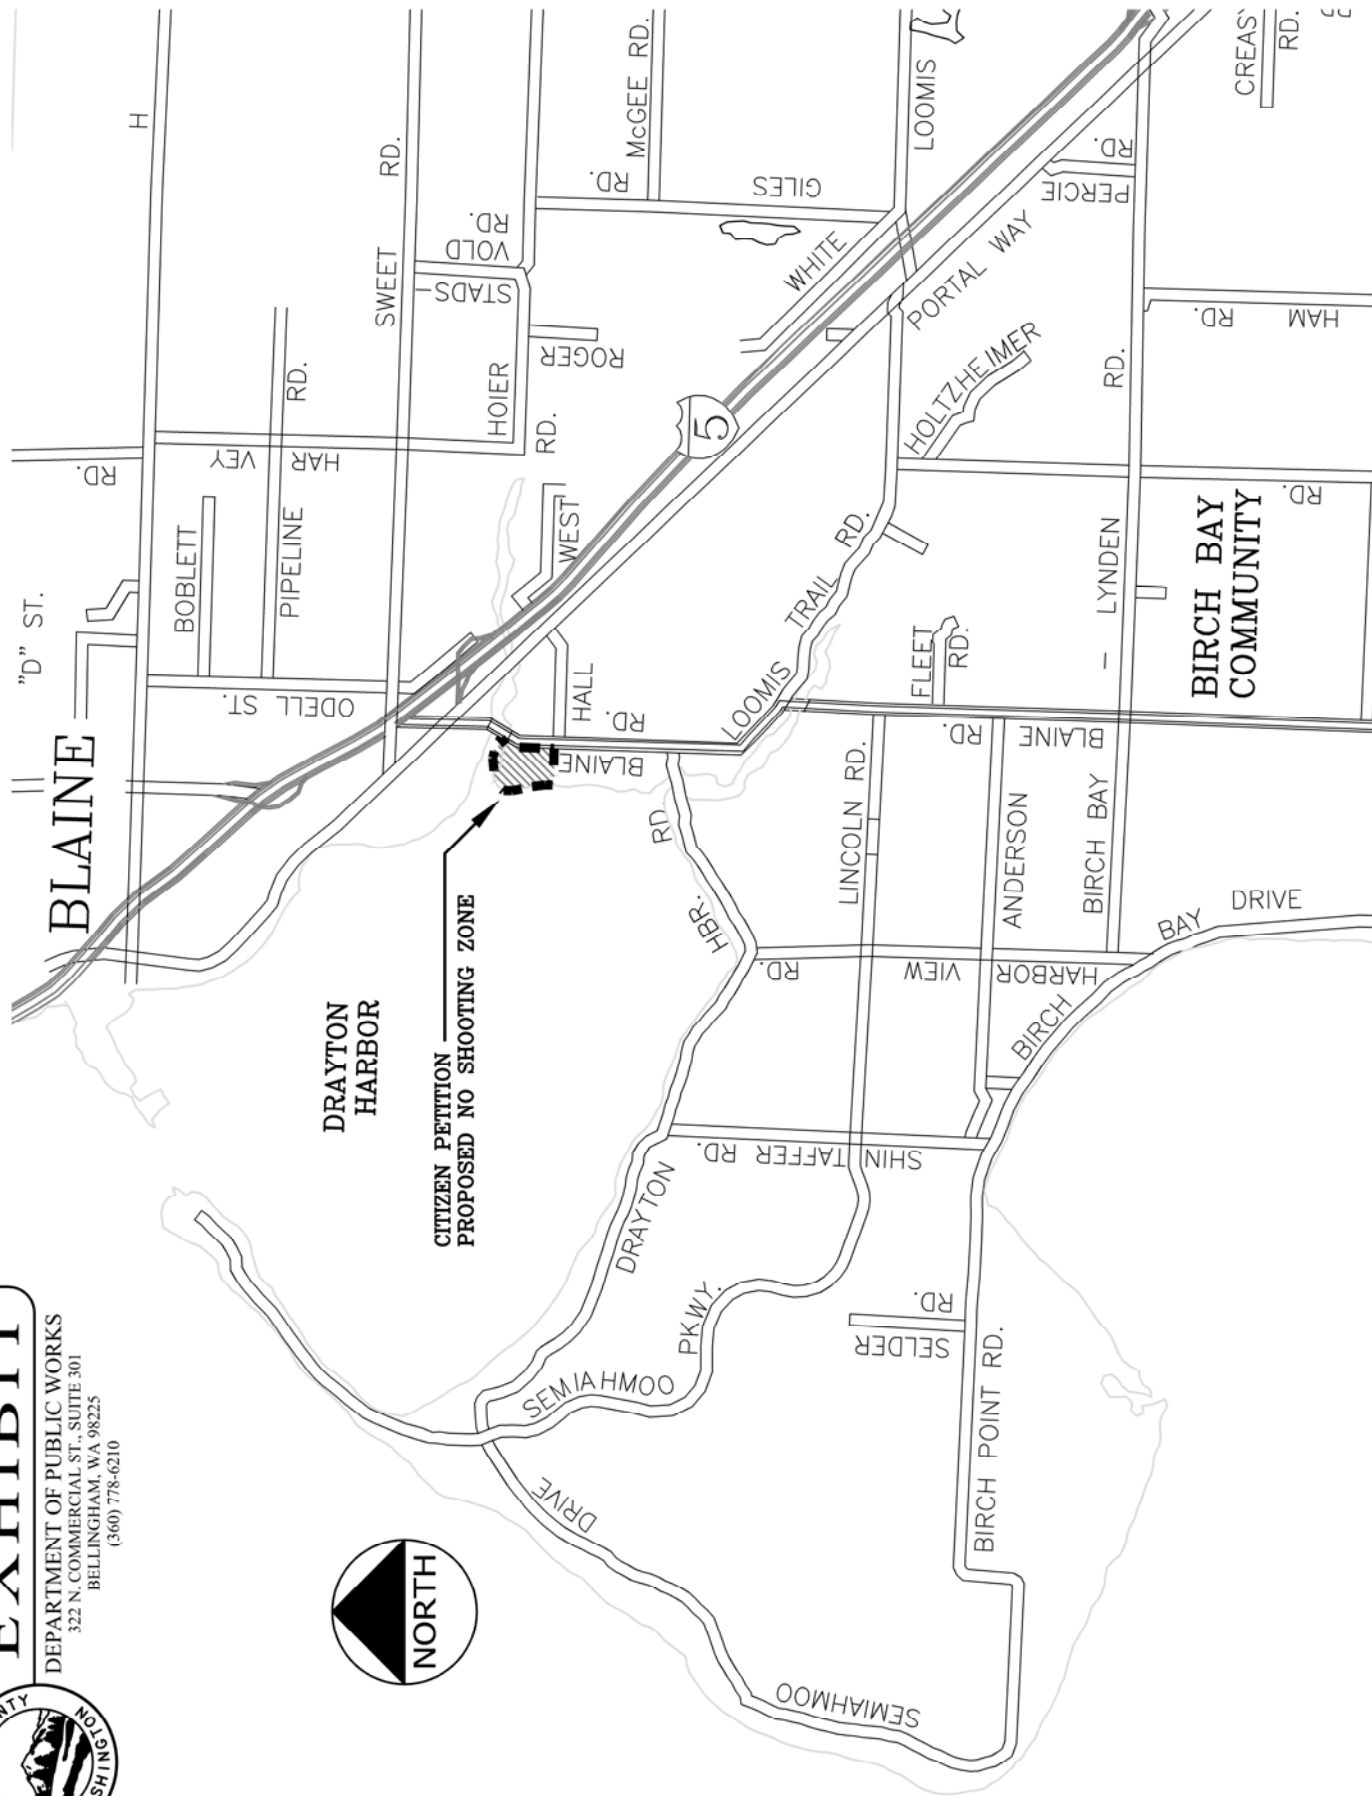 EXHIBIT
DEPARTMENT OF PUBLIC WORKS
322 N. COMMERCIAL ST., SUITE 301
BELLINGHAM, WA 98225
(360) 778-6210
NORTH
BLAINE
"D" ST.
H
RD.
BOBLETT
PIPELINE
RD.
HAR
VEY
ODELL ST.
SWEET
RD.
STADS-
VOLD
RD.
HOIER
RD.
ROGER
McGEE RD.
GILES
RD.
LOOMIS
WHITE
PORTAL WAY
5
WEST
HALL
BLAINE
RD.
LOOMIS
TRAIL
RD.
HOLTZHEIMER
PERCIE
RD.
CREAS
RD.
HAM
RD.
RD.
BIRCH BAY
COMMUNITY
FLEET
RD.
BLAINE
RD.
BIRCH BAY
–
LYNDEN
RD.
LINCOLN RD.
ANDERSON
HARBOR
VIEW
RD.
BIRCH
BAY
DRIVE
DRAYTON
HBR.
RD.
DRAYTON
HARBOR
CITIZEN PETITION
PROPOSED NO SHOOTING ZONE
SHIN TAFFER RD.
SELDER
RD.
BIRCH POINT RD.
SEMIAHMOO
PKWY.
SEMIAHMOO
DRIVE